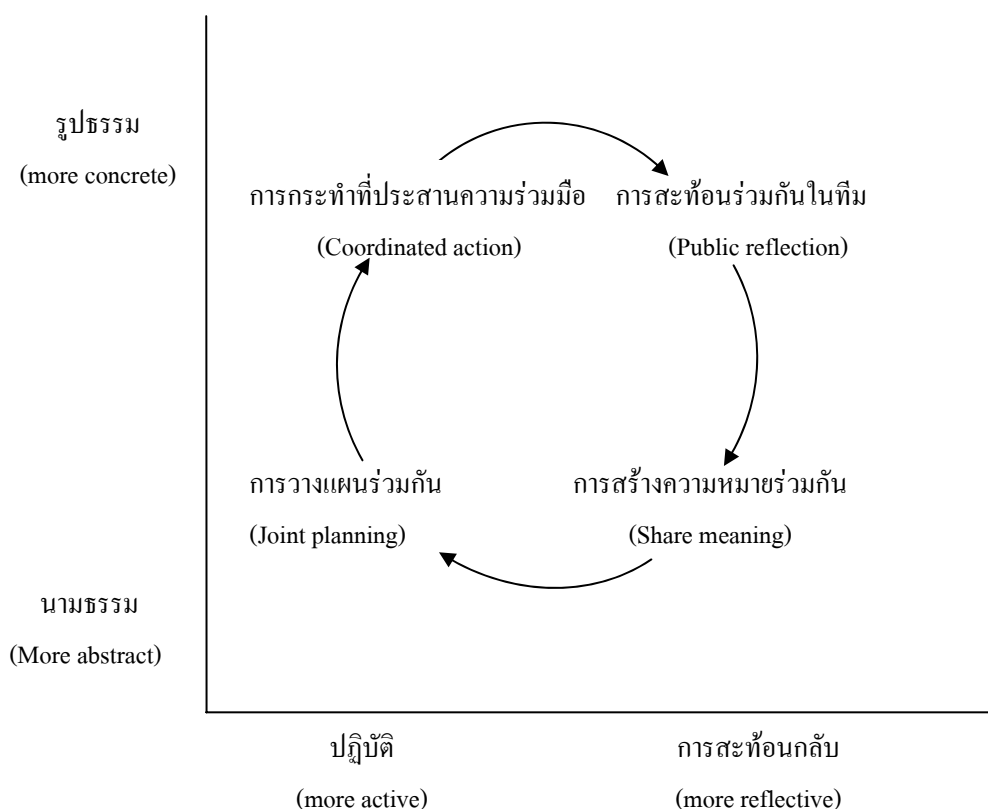 รูปธรรม
(more concrete)
การกระทำที่ประสานความร่วมมือ การสะท้อนร่วมกันในทีม
(Coordinated action) (Public reflection)
การวางแผนร่วมกัน การสร้างความหมายร่วมกัน
(Joint planning) (Share meaning)
นามธรรม
(More abstract)
ปฏิบัติ การสะท้อนกลับ
(more active) (more reflective)